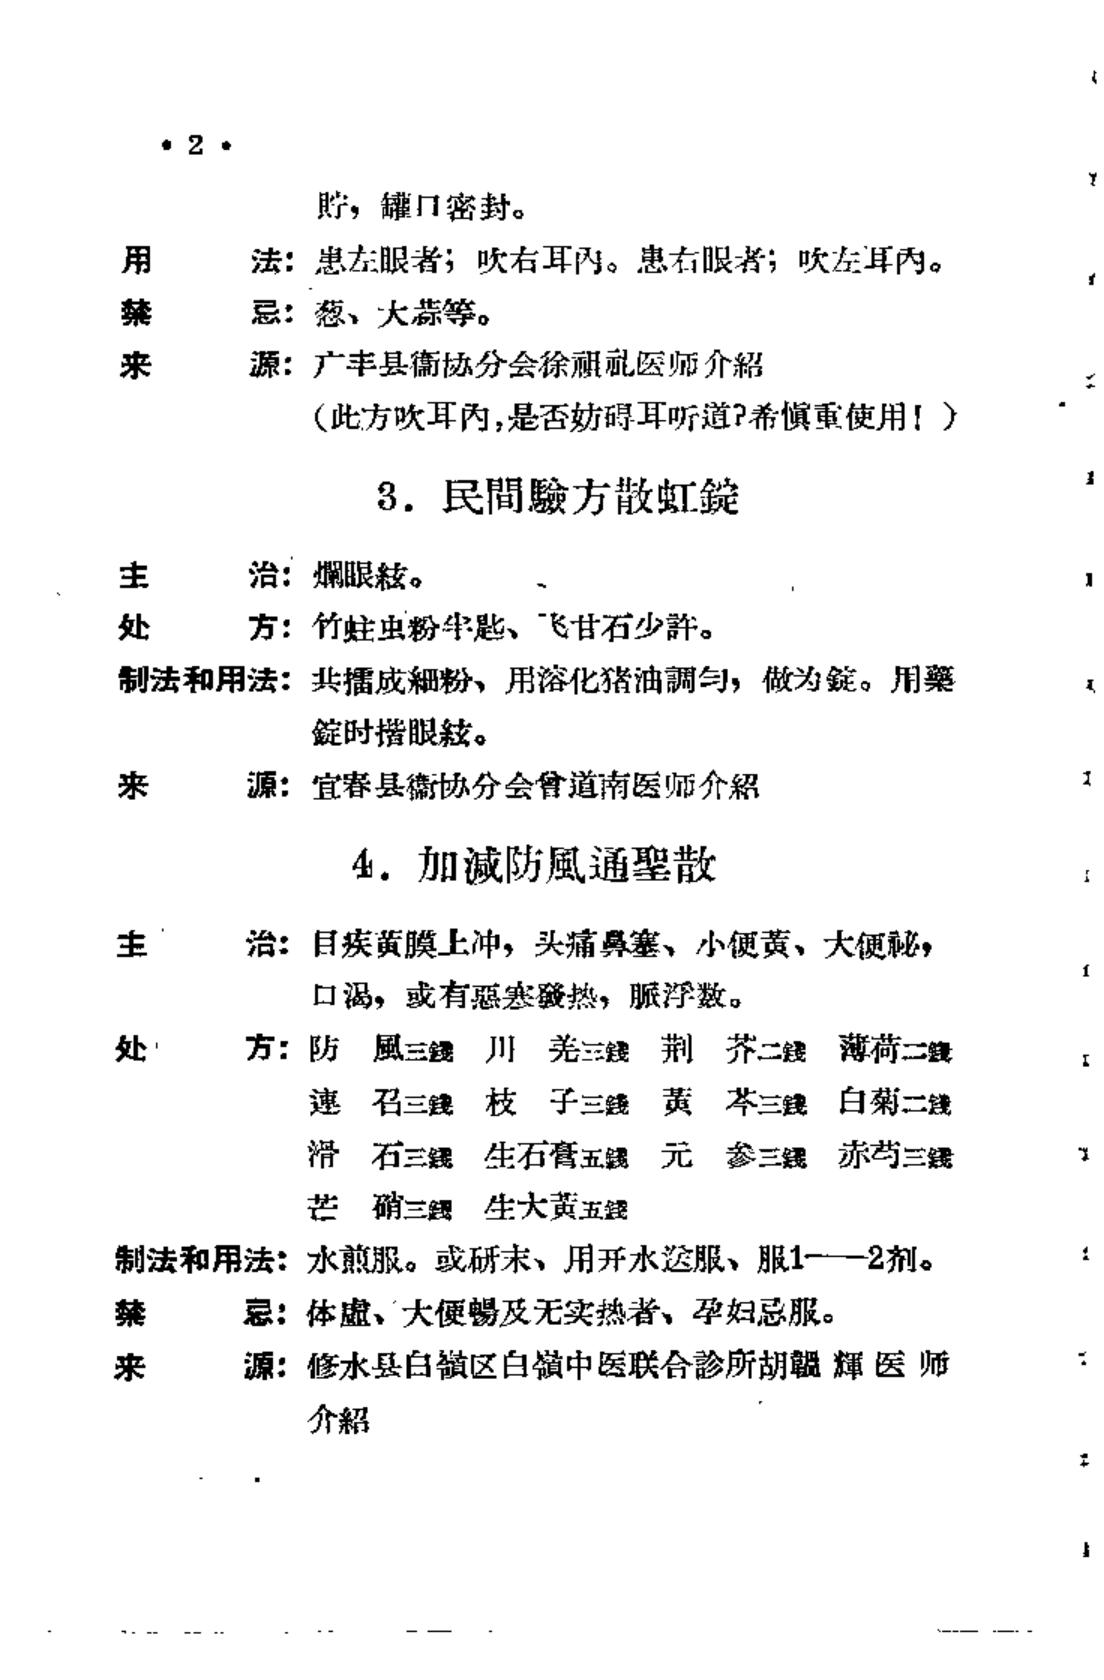 • 2 •
貯，罐口密封。
用　　　法：患左眼者；吹右耳內。患右眼者；吹左耳內。
禁　　　忌：葱、大蒜等。
来　　　源：广丰县衞协分会徐祖礼医师介紹
（此方吹耳內，是否妨碍耳听道？希愼重使用！）
3．民間驗方散虹錠
主　　　治：爛眼絃。
处　　　方：竹蛀虫粉半匙、飞甘石少許。
制法和用法：共擂成細粉、用溶化猪油調勻，做为錠。用藥
錠时揩眼絃。
来　　　源：宜春县衞协分会曾道南医师介紹
4．加減防風通聖散
主　　　治：目疾黃膜上冲，头痛鼻塞、小便黃、大便祕，
口渴，或有惡寒發热，脈浮数。
处　　　方：防　風三錢　川　羌三錢　荆　芥二錢　薄荷二錢
連　召三錢　枝　子三錢　黃　芩三錢　白菊二錢
滑　石三錢　生石膏五錢　元　参三錢　赤芍三錢
芒　硝三錢　生大黃五錢
制法和用法：水煎服。或研末、用开水送服、服1——2剂。
禁　　　忌：体虛、大便暢及无实热者、孕妇忌服。
来　　　源：修水县白嶺区白嶺中医联合診所胡輝医师
介紹